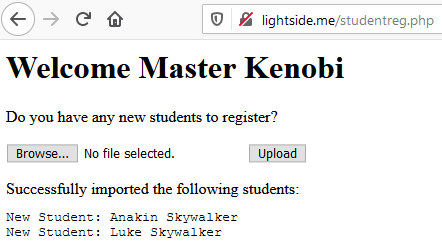 lightside.me/studentreg.php
Welcome Master Kenobi
Do you have any new students to register?
Browse... No file selected. Upload
Successfully imported the following students:
New Student: Anakin Skywalker
New Student: Luke Skywalker